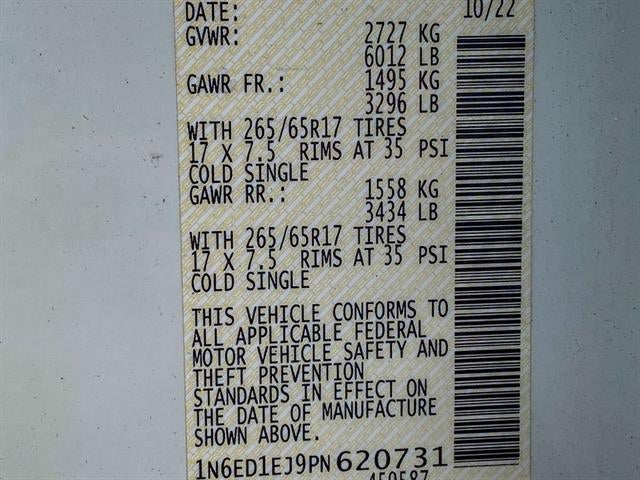 DATE: 10/22
GVWR: 2727 KG
6012 LB
GAWR FR.: 1495 KG
3296 LB
WITH 265/65R17 TIRES
17 X 7.5 RIMS AT 35 PSI
COLD SINGLE
GAWR RR.: 1558 KG
3434 LB
WITH 265/65R17 TIRES
17 X 7.5 RIMS AT 35 PSI
COLD SINGLE
THIS VEHICLE CONFORMS TO
ALL APPLICABLE FEDERAL
MOTOR VEHICLE SAFETY AND
THEFT PREVENTION
STANDARDS IN EFFECT ON
THE DATE OF MANUFACTURE
SHOWN ABOVE.
1N6ED1EJ9PN620731